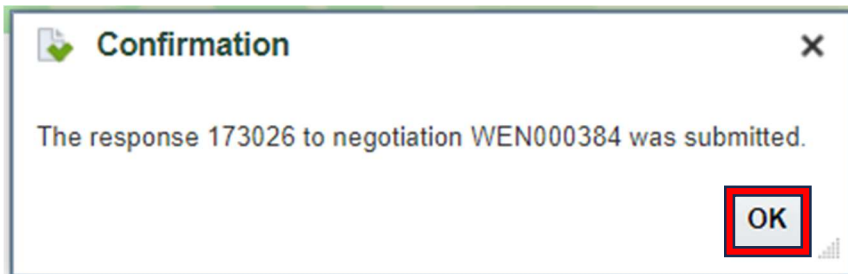 Confirmation
The response 173026 to negotiation WEN000384 was submitted.
OK